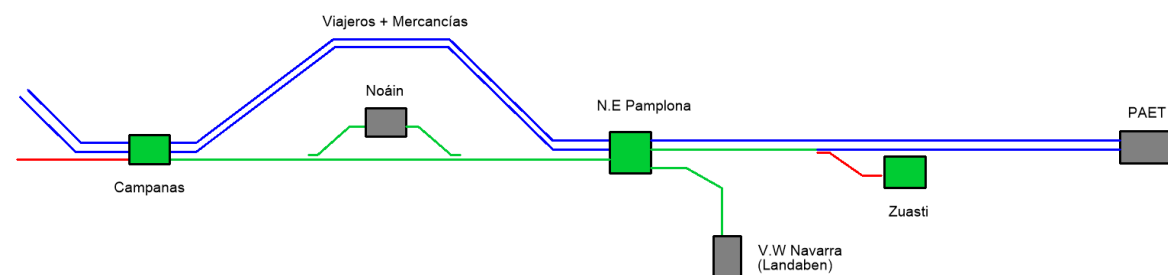 Viajeros + Mercancías
Noáin
N.E Pamplona
PAET
Campanas
Zuasti
V.W Navarra
(Landaben)